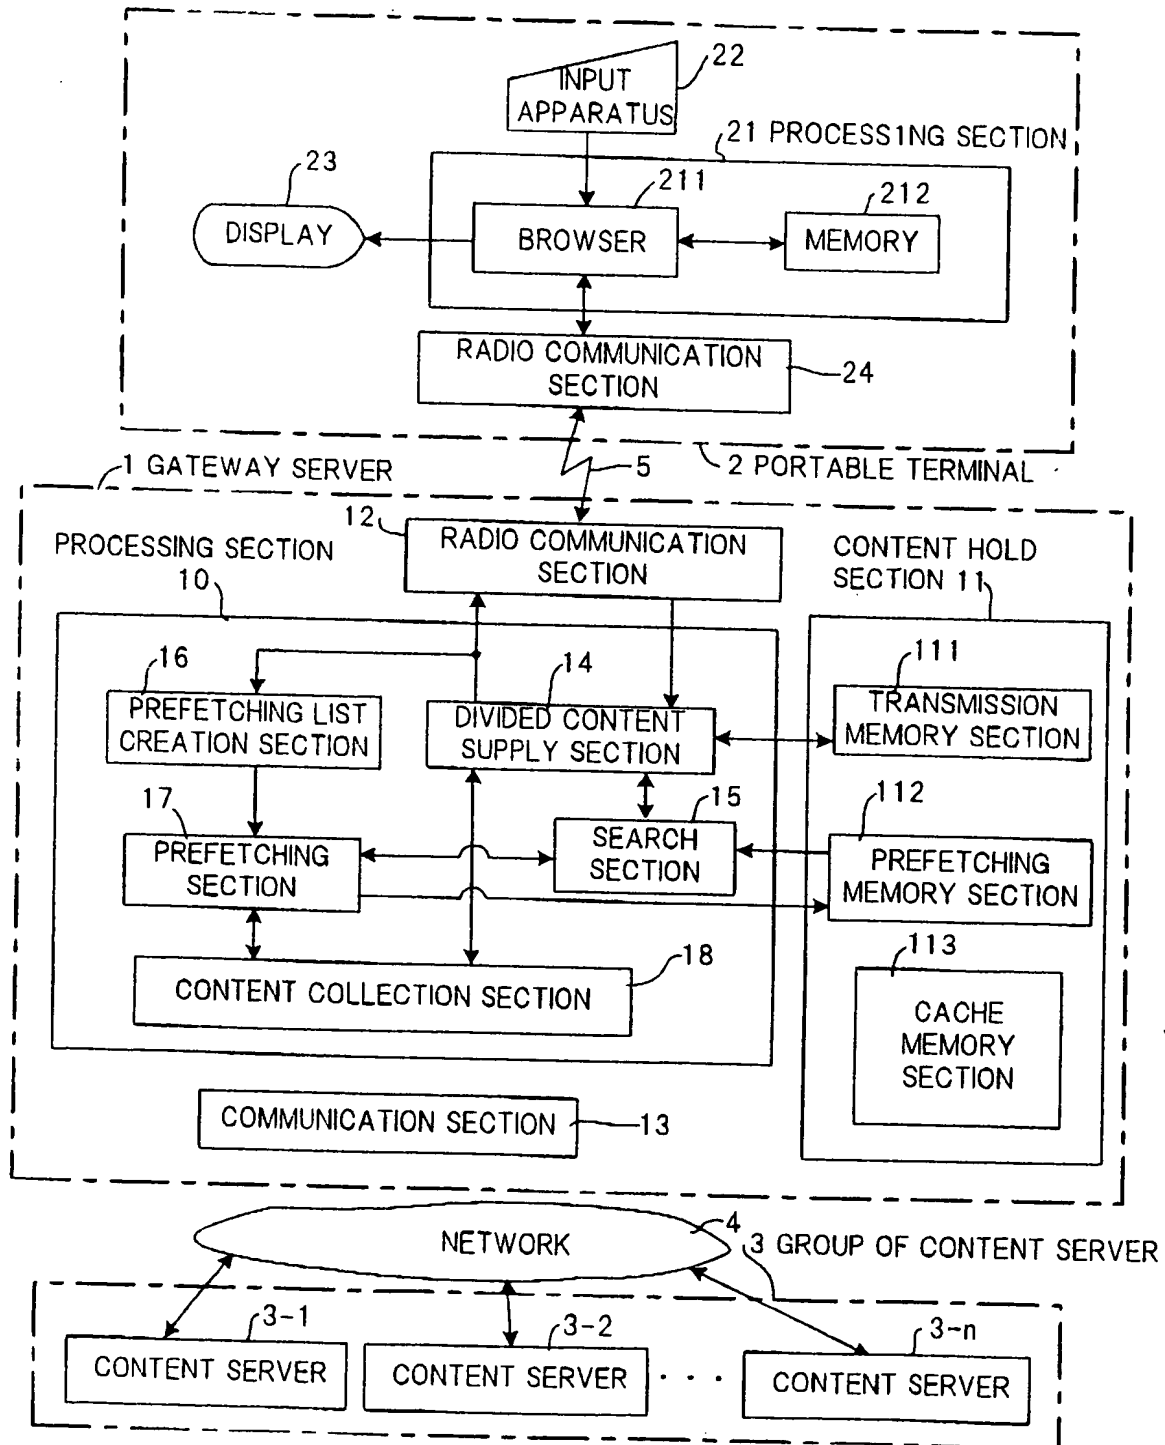 22
INPUT
APPARATUS
21 PROCESS1NG SECTION
23
211
212
DISPLAY
BROWSER
MEMORY
RADIO COMMUNICATION
SECTION
24
1 GATEWAY SERVER
5
2 PORTABLE TERMINAL
12
PROCESSING SECTION
10
RADIO COMMUNICATION
SECTION
CONTENT HOLD
SECTION 11
16
14
111
PREFETCHING LIST
CREATION SECTION
DIVIDED CONTENT
SUPPLY SECTION
TRANSMISSION
MEMORY SECTION
17
15
112
PREFETCHING
SECTION
SEARCH
SECTION
PREFETCHING
MEMORY SECTION
18
113
CONTENT COLLECTION SECTION
CACHE
MEMORY
SECTION
COMMUNICATION SECTION
13
NETWORK
4
3 GROUP OF CONTENT SERVER
3-1
3-2
3-n
CONTENT SERVER
CONTENT SERVER
. . .
CONTENT SERVER